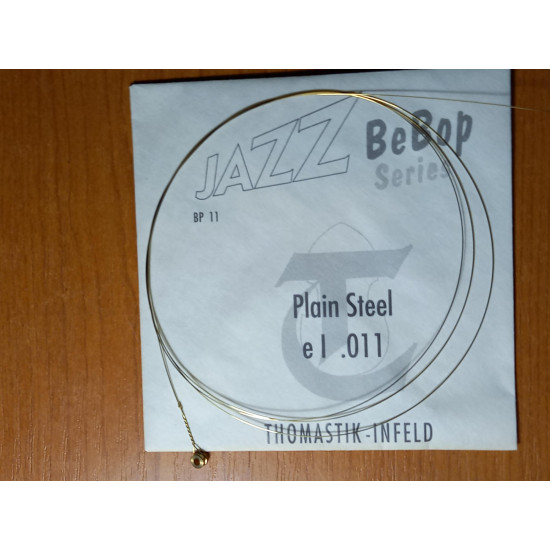 JAZZ BeBop
Series
BP 11
Plain Steel
e I .011
THOMASTIK-INFELD